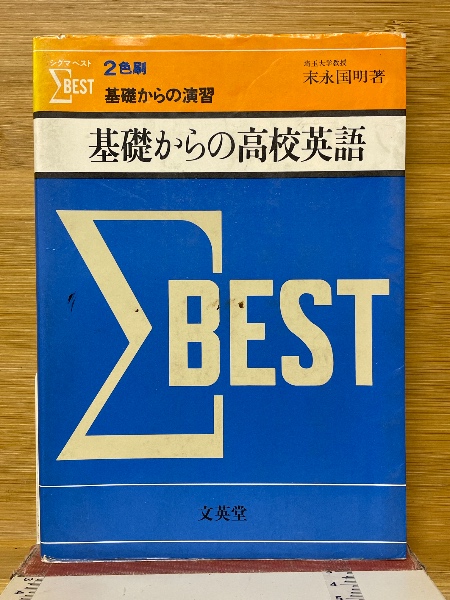 シグマベスト
ΣBEST
2色刷
基礎からの演習
埼玉大学教授
末永国明著
基礎からの高校英語
ΣBEST
文英堂
4
5